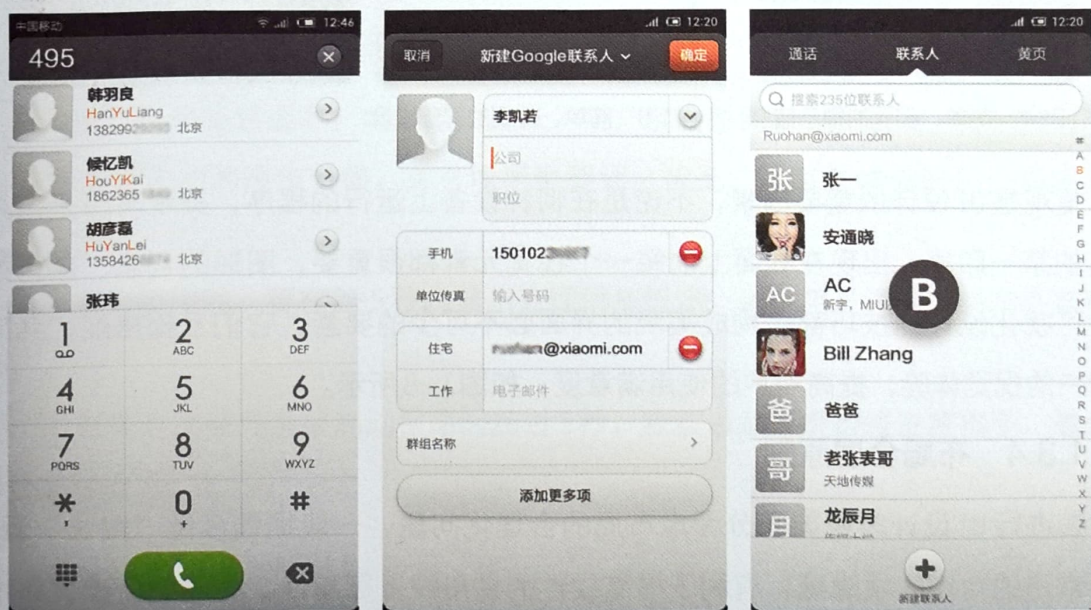 中国移动 12:46
495
韩羽良
HanYuLiang
13829920 北京
候忆凯
HouYiKai
1862365 北京
胡彦磊
HuYanLei
1358426 北京
张玮
1 2 3
ABC DEF
4 5 6
GHI JKL MNO
7 8 9
PQRS TUV WXYZ
* 0 #
, +
12:20
取消 新建Google联系人 确定
李凯若
公司
职位
手机 150102
单位传真 输入号码
住宅 @xiaomi.com
工作 电子邮件
群组名称
添加更多项
12:20
通话 联系人 黄页
搜索235位联系人
Ruohan@xiaomi.com
张 张一
安通晓
AC AC
新字，MIUI
B
Bill Zhang
爸 爸爸
哥 老张表哥
天地传媒
月 龙辰月
新建联系人
#
A
B
C
D
E
F
G
H
I
J
K
L
M
N
O
P
Q
R
S
T
U
V
W
X
Y
Z